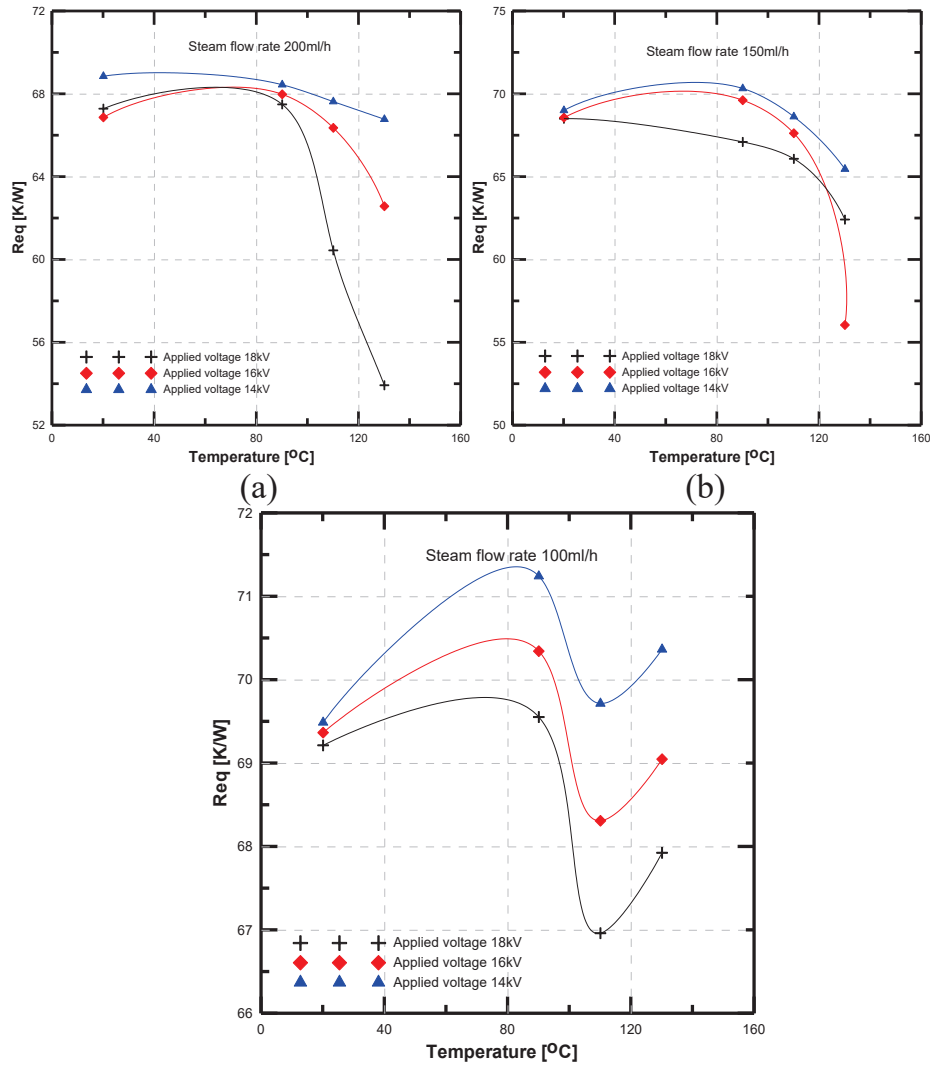 72
68
64
60
56
52
Req [K/W]
Steam flow rate 200ml/h
Applied voltage 18kV
Applied voltage 16kV
Applied voltage 14kV
0 40 80 120 160
Temperature [OC]
(a)
75
70
65
60
55
50
Req [K/W]
Steam flow rate 150ml/h
Applied voltage 18kV
Applied voltage 16kV
Applied voltage 14kV
0 40 80 120 160
Temperature [OC]
(b)
72
71
70
69
68
67
66
Req [K/W]
Steam flow rate 100ml/h
Applied voltage 18kV
Applied voltage 16kV
Applied voltage 14kV
0 40 80 120 160
Temperature [OC]